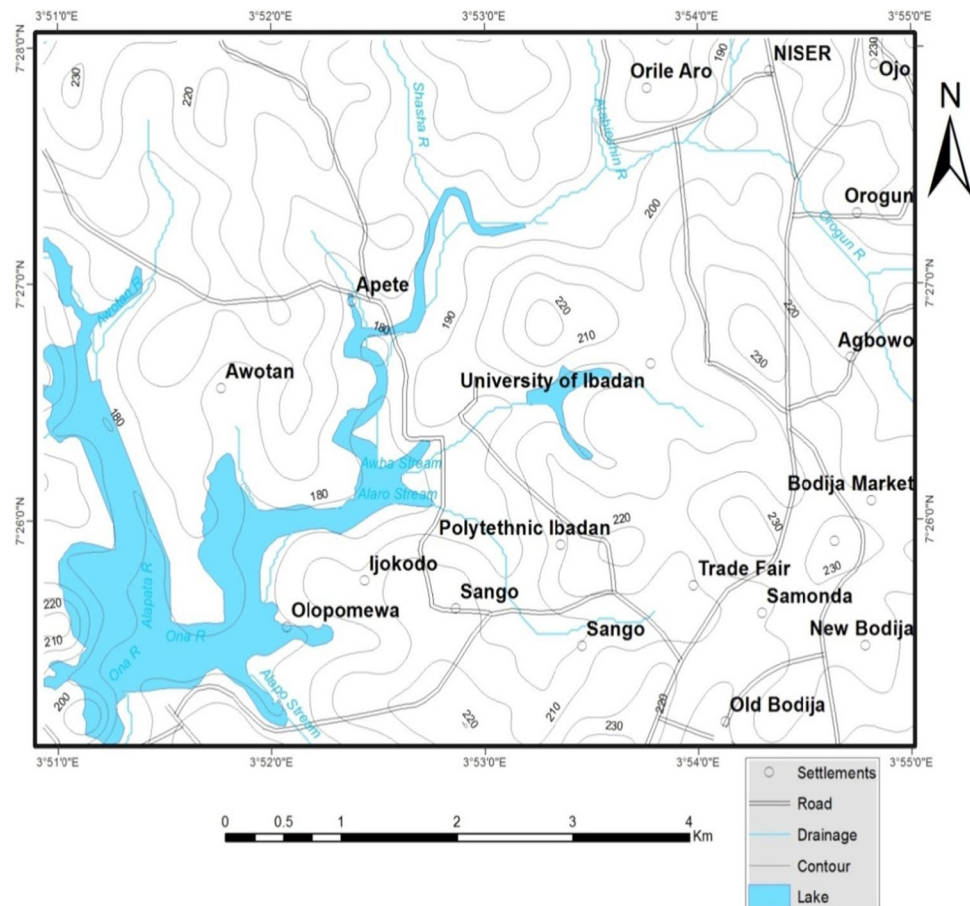 3°51'0"E 3°52'0"E 3°53'0"E 3°54'0"E 3°55'0"E
7°28'0"N
230
220
190
NISER
230
Ojo
Orile Aro
Shasha R
N
200
Orogun
Orogun R
7°27'0"N
7°27'0"N
Awotan R
Apete
180
190
220
210
220
230
Agbowo
Awotan
University of Ibadan
180
Awba Stream
Alaro Stream
180
Bodija Market
7°26'0"N
7°26'0"N
Polytethnic Ibadan
220
230
230
Ijokodo
Trade Fair
Alapata R
220
Olopomewa
Sango
Samonda
210
Ona R
Sango
New Bodija
Ona R
200
Alapo Stream
220
210
230
220
Old Bodija
3°51'0"E 3°52'0"E 3°53'0"E 3°54'0"E 3°55'0"E
0 0.5 1 2 3 4
Km
Settlements
Road
Drainage
Contour
Lake